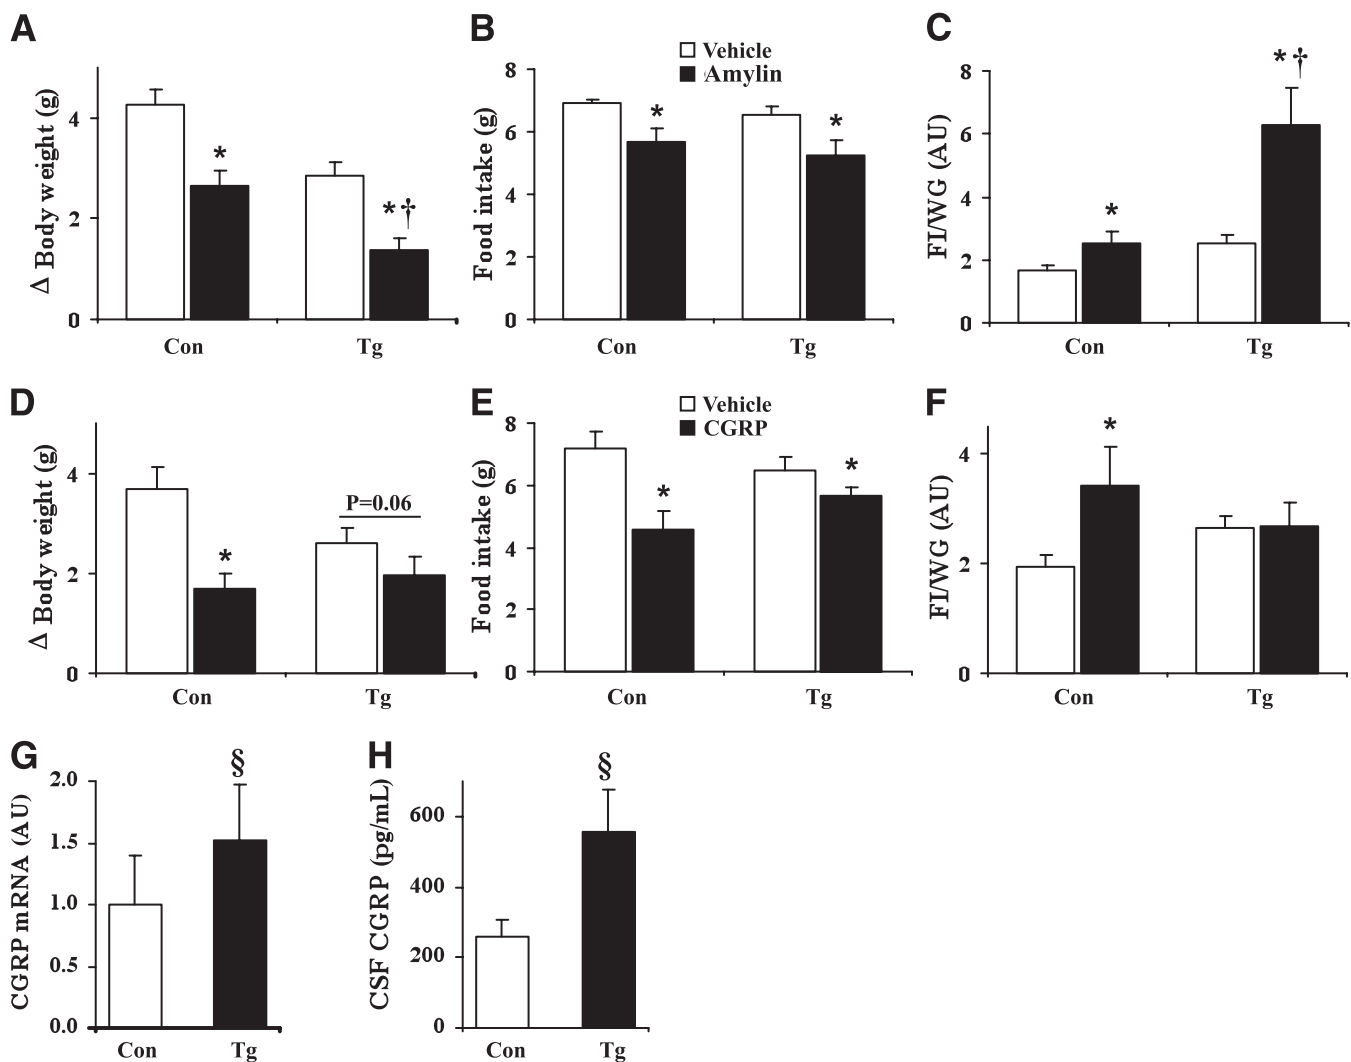 A
Δ Body weight (g)
4
2
0
*
*†
Con
Tg
B
Vehicle
Amylin
Food intake (g)
8
6
4
2
0
*
*
Con
Tg
C
FI/WG (AU)
8
6
4
2
0
*
*†
Con
Tg
D
Δ Body weight (g)
4
2
0
*
P=0.06
Con
Tg
E
Vehicle
CGRP
Food intake (g)
8
6
4
2
0
*
*
Con
Tg
F
FI/WG (AU)
4
2
0
*
Con
Tg
G
CGRP mRNA (AU)
2.0
1.5
1.0
0.5
0.0
§
Con
Tg
H
CSF CGRP (pg/mL)
600
400
200
0
§
Con
Tg